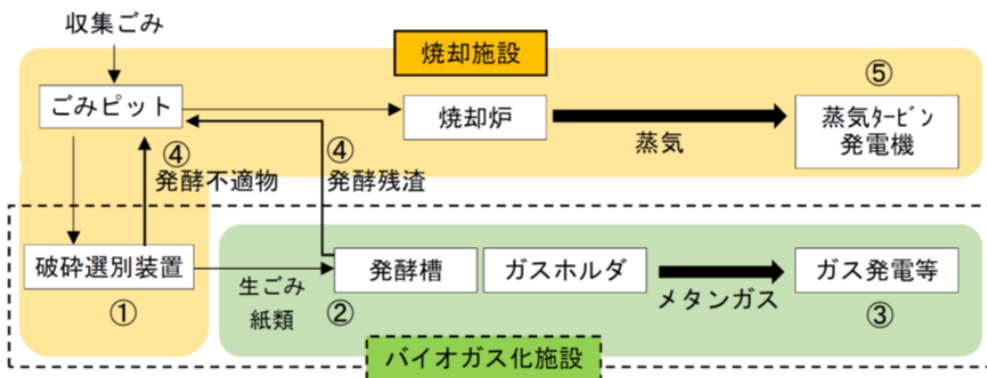 収集ごみ
焼却施設
⑤
ごみピット
焼却炉
蒸気
蒸気ﾀｰﾋﾞﾝ
発電機
④
発酵不適物
④
発酵残渣
破砕選別装置
①
生ごみ
紙類
②
発酵槽
ガスホルダ
メタンガス
ガス発電等
③
バイオガス化施設